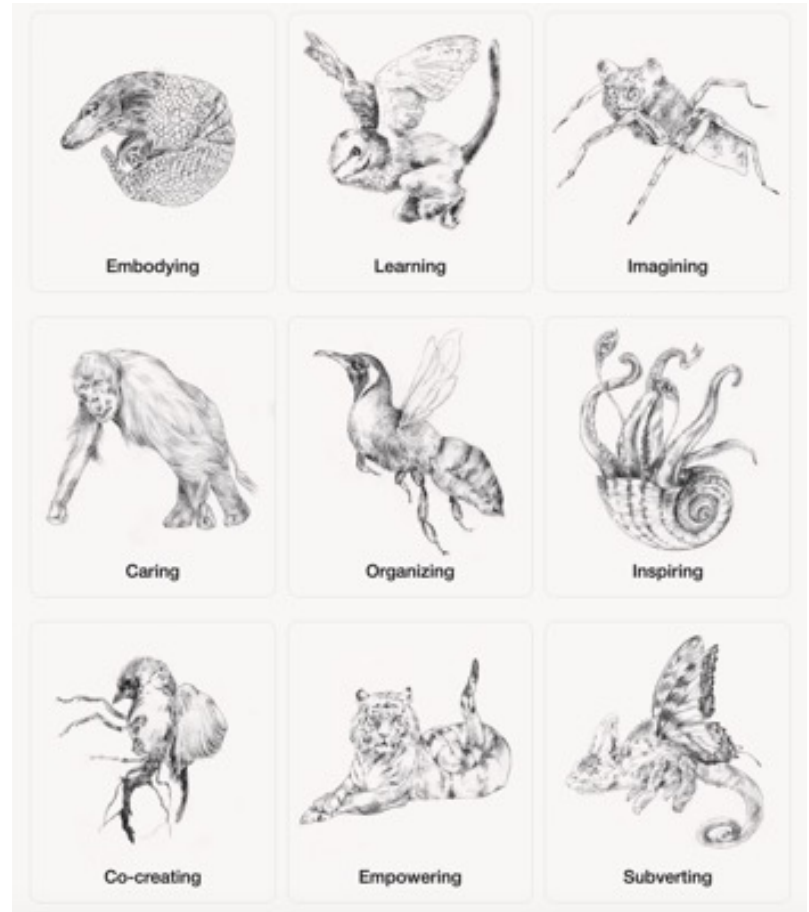 Embodying
Learning
Imagining
Caring
Organizing
Inspiring
Co-creating
Empowering
Subverting